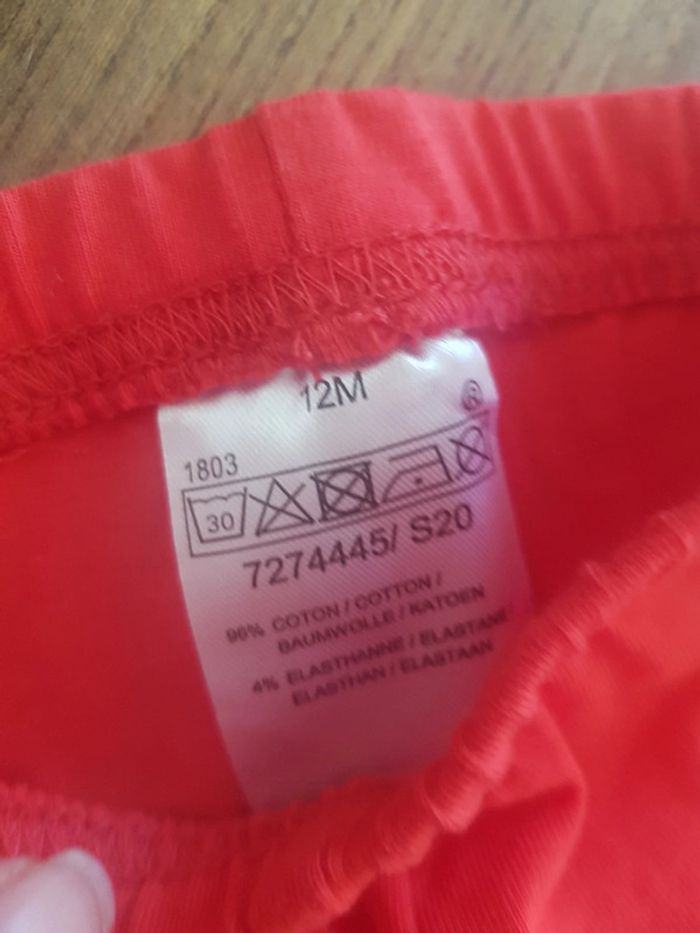 12M
®
1803
30
7274445/ S20
96% COTON / COTTON /
BAUMWOLLE / KATOEN
4% ELASTHANNE / ELASTANE/
ELASTHAN / ELASTAAN